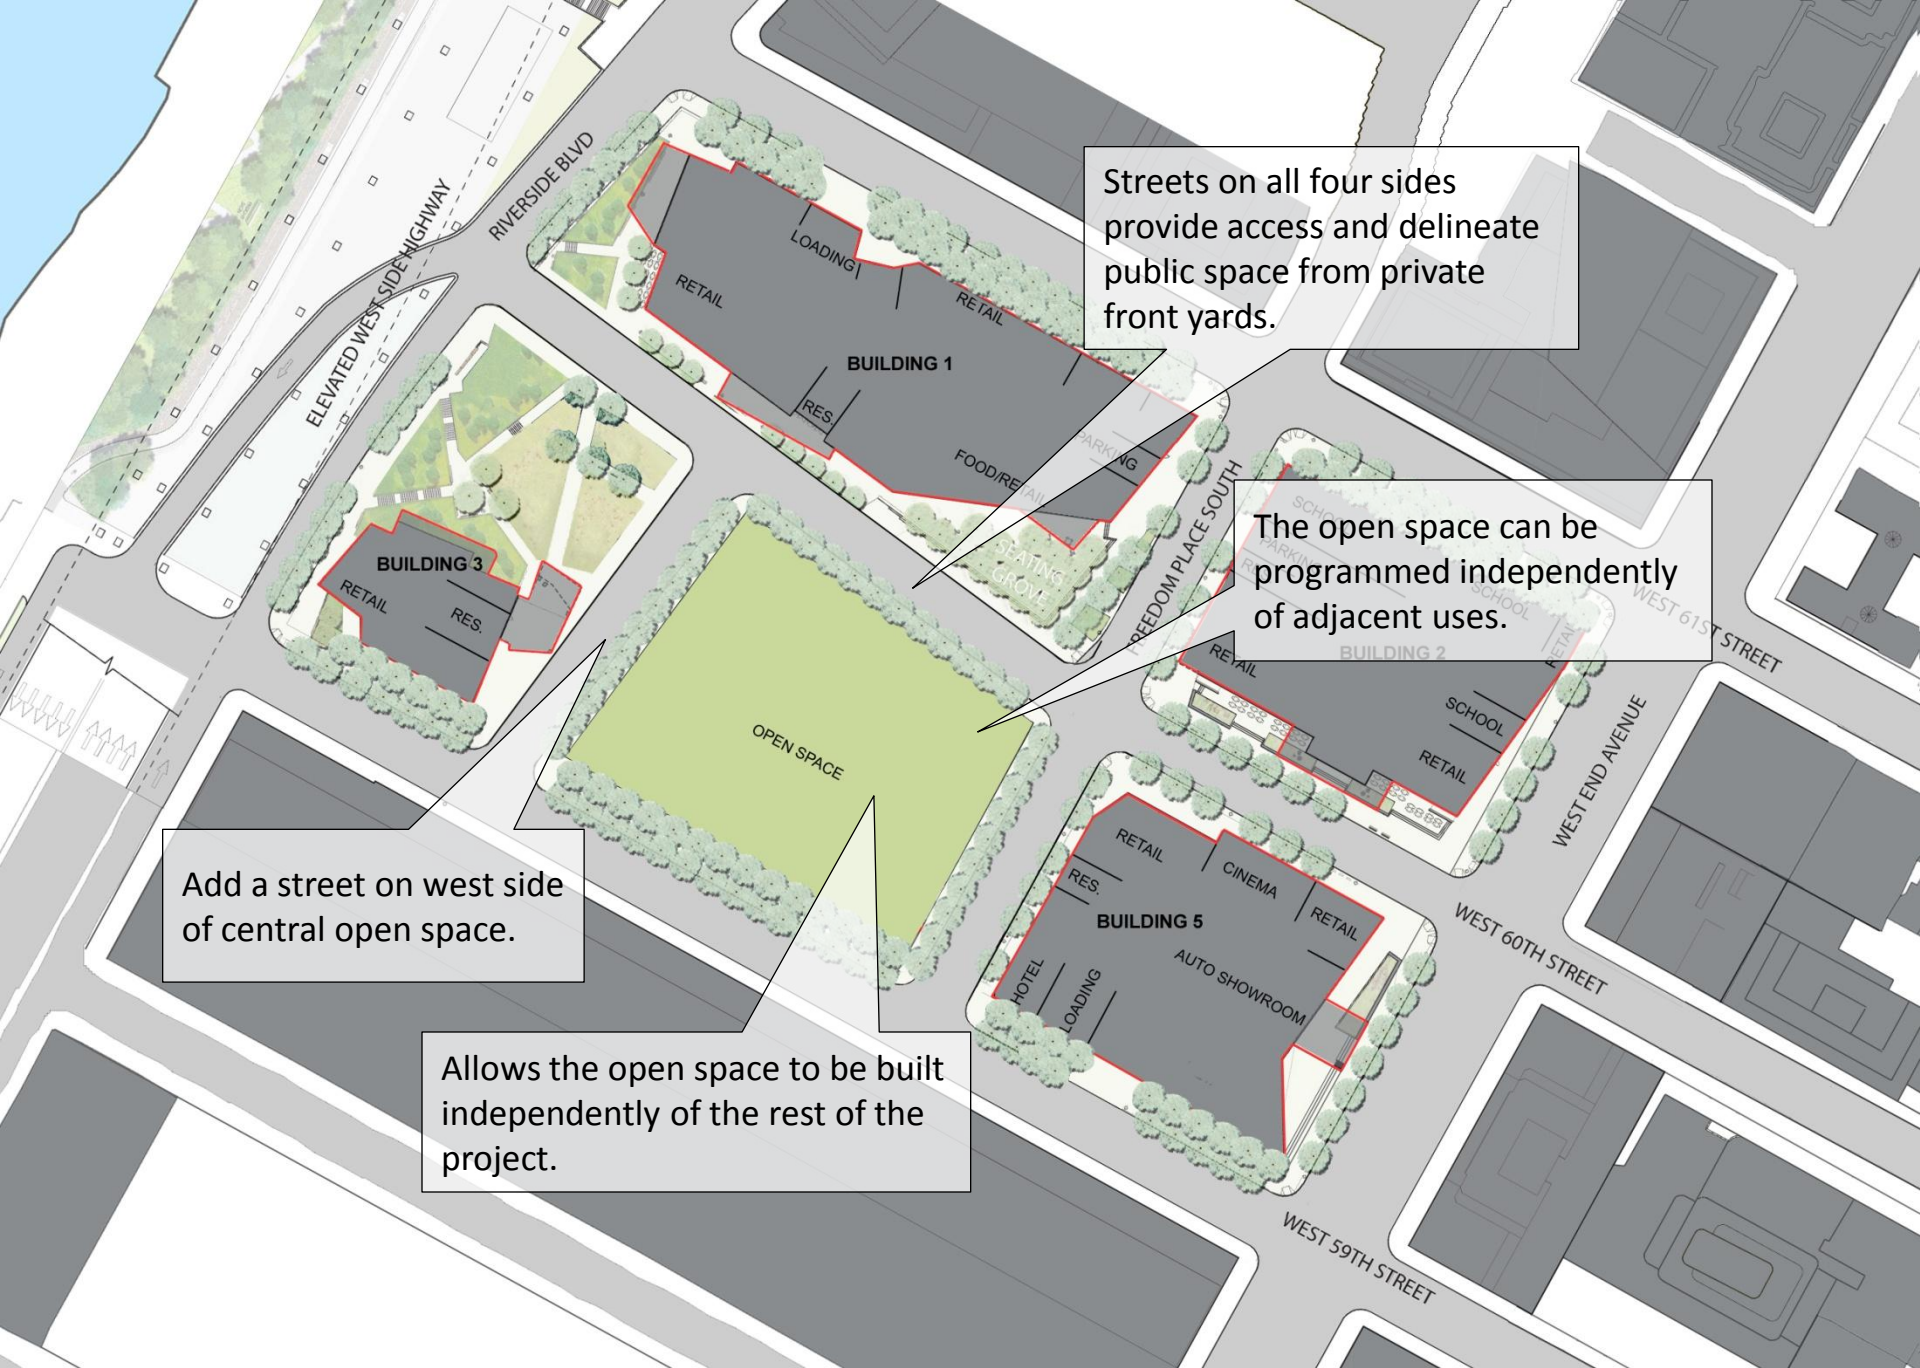 RIVERSIDE BLVD
ELEVATED WEST SIDE HIGHWAY
Streets on all four sides
provide access and delineate
public space from private
front yards.
LOADING
RETAIL
RETAIL
BUILDING 1
RES.
PARKING
FOOD/RETAIL
SEATING
GROVE
FREEDOM PLACE SOUTH
The open space can be
programmed independently
of adjacent uses.
SCHOOL
PARKING
SCHOOL
RETAIL
BUILDING 2
RETAIL
SCHOOL
RETAIL
WEST 61ST STREET
WEST END AVENUE
BUILDING 3
RETAIL
RES.
OPEN SPACE
Add a street on west side
of central open space.
RETAIL
CINEMA
RES.
RETAIL
BUILDING 5
AUTO SHOWROOM
HOTEL
LOADING
WEST 60TH STREET
Allows the open space to be built
independently of the rest of the
project.
WEST 59TH STREET